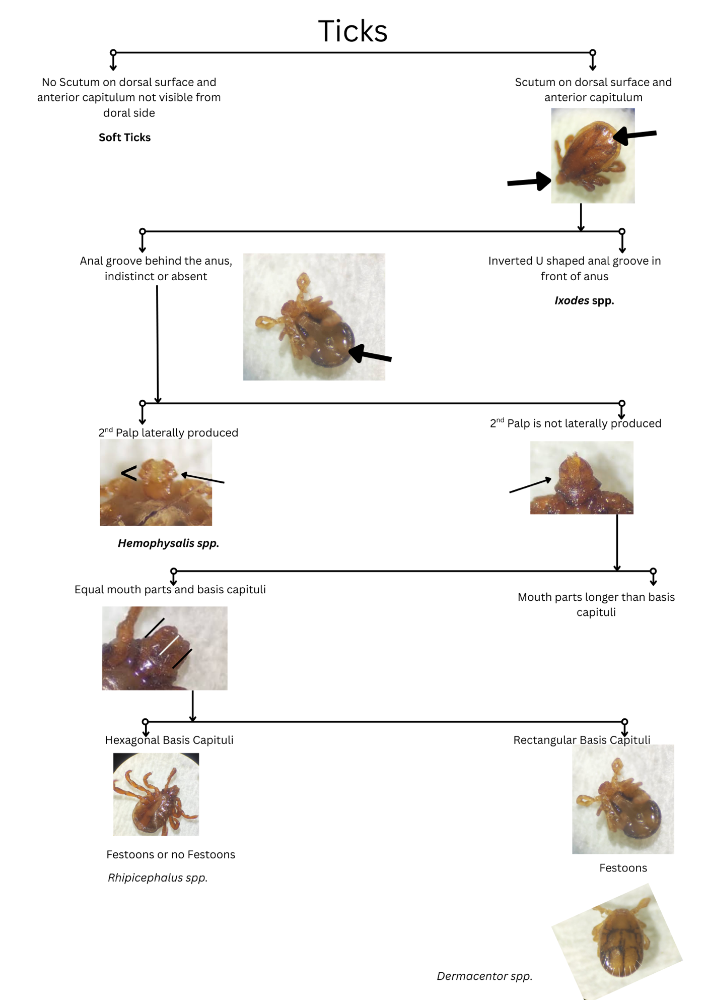 Ticks
No Scutum on dorsal surface and
anterior capitulum not visible from
doral side
Soft Ticks
Scutum on dorsal surface and
anterior capitulum
Anal groove behind the anus,
indistinct or absent
Inverted U shaped anal groove in
front of anus
Ixodes spp.
2nd Palp laterally produced
2nd Palp is not laterally produced
<
Hemophysalis spp.
Equal mouth parts and basis capituli
Mouth parts longer than basis
capituli
Hexagonal Basis Capituli
Rectangular Basis Capituli
Festoons or no Festoons
Rhipicephalus spp.
Festoons
Dermacentor spp.